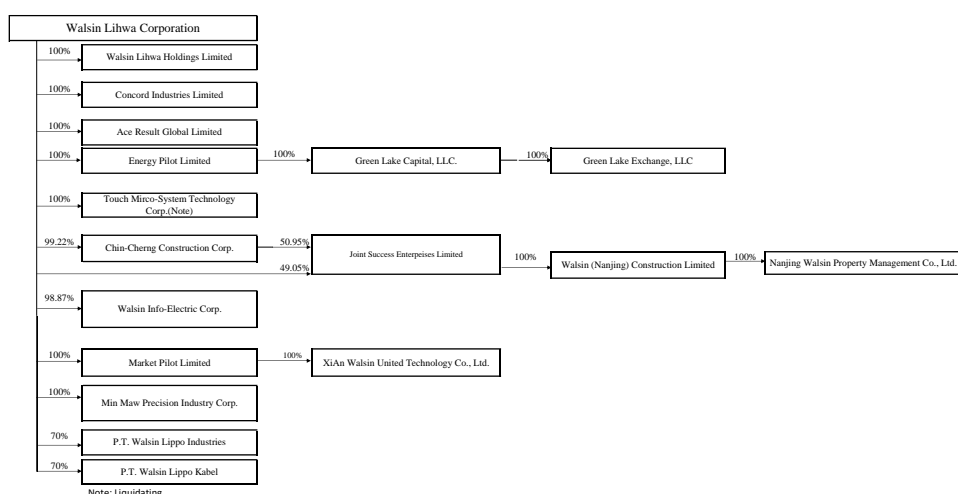 Walsin Lihwa Corporation
100%
Walsin Lihwa Holdings Limited
100%
Concord Industries Limited
100%
Ace Result Global Limited
100%
Energy Pilot Limited
100%
Green Lake Capital, LLC.
100%
Green Lake Exchange, LLC
100%
Touch Mirco-System Technology
Corp.(Note)
99.22%
Chin-Cherng Construction Corp.
50.95%
49.05%
Joint Success Enterpeises Limited
100%
Walsin (Nanjing) Construction Limited
100%
Nanjing Walsin Property Management Co., Ltd.
98.87%
Walsin Info-Electric Corp.
100%
Market Pilot Limited
100%
XiAn Walsin United Technology Co., Ltd.
100%
Min Maw Precision Industry Corp.
70%
P.T. Walsin Lippo Industries
70%
P.T. Walsin Lippo Kabel
Note: Liquidating